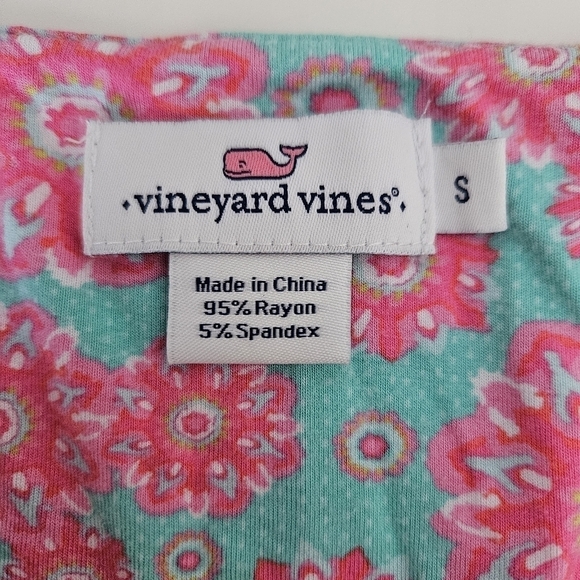 vineyard vines®
S
Made in China
95% Rayon
5% Spandex